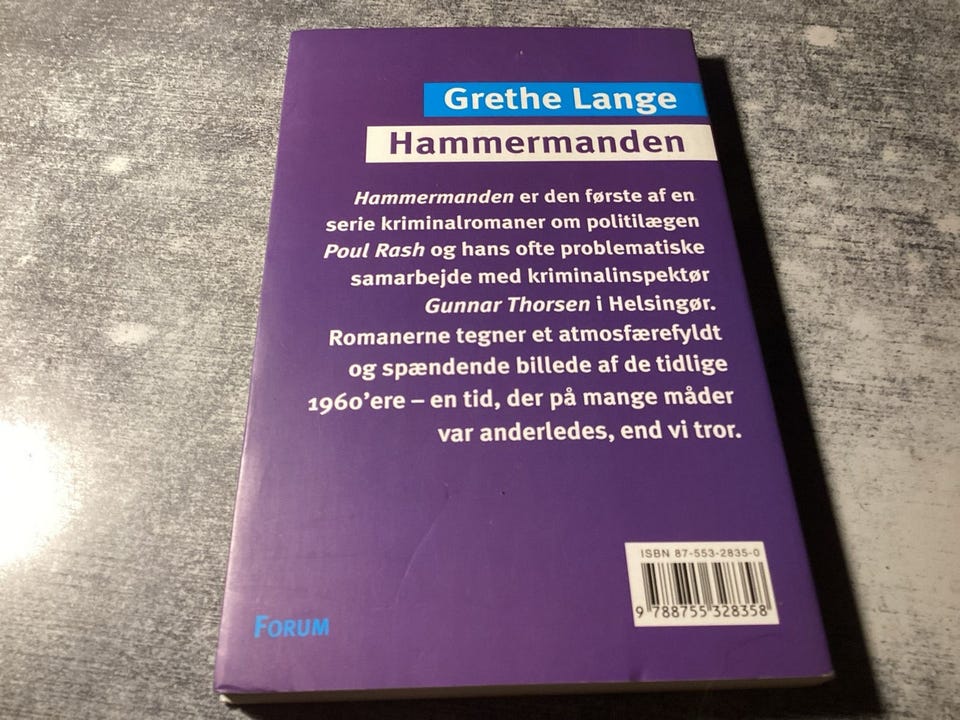 Grethe Lange
Hammermanden
Hammermanden er den første af en
serie kriminalromaner om politilægen
Poul Rash og hans ofte problematiske
samarbejde med kriminalinspektør
Gunnar Thorsen i Helsingør.
Romanerne tegner et atmosfærefyldt
og spændende billede af de tidlige
1960'ere – en tid, der på mange måder
var anderledes, end vi tror.
ISBN 87-553-2835-0
9 788755 328358
FORUM